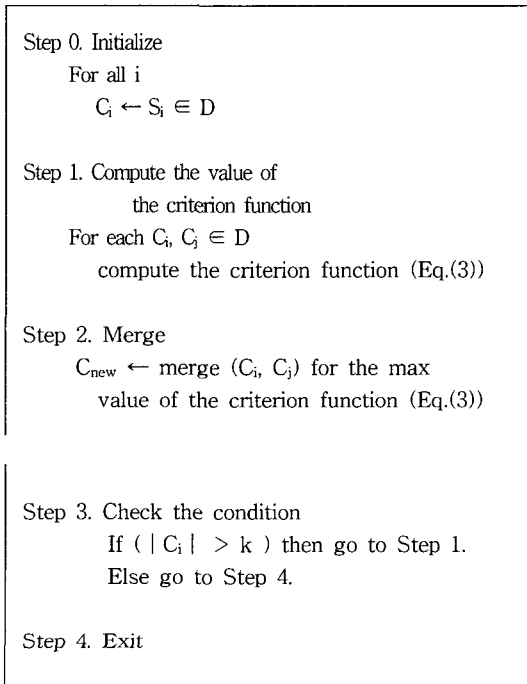 Step 0. Initialize
For all i
Cᵢ ← Sᵢ ∈ D
Step 1. Compute the value of
the criterion function
For each Cᵢ, Cⱼ ∈ D
compute the criterion function (Eq.(3))
Step 2. Merge
Cₙₑw ← merge (Cᵢ, Cⱼ) for the max
value of the criterion function (Eq.(3))
Step 3. Check the condition
If ( | Cᵢ | > k ) then go to Step 1.
Else go to Step 4.
Step 4. Exit